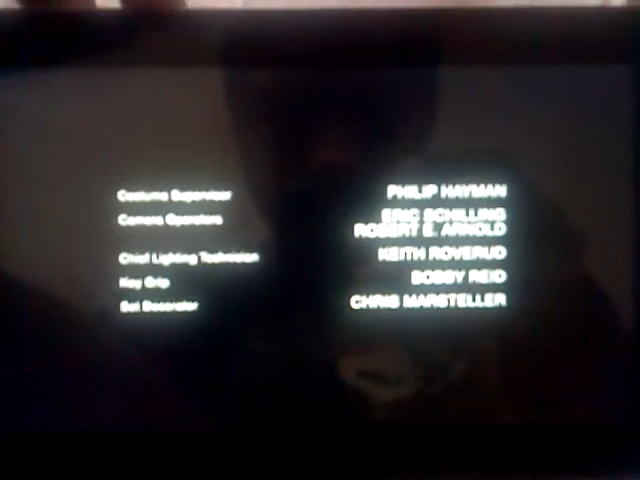 Costume Supervisor PHILIP HAYMAN
Camera Operators ERIC SCHILLING
ROBERT E. ARNOLD
Chief Lighting Technician KEITH ROVERUD
Key Grip BOBBY REID
Set Decorator CHRIS MARSTELLER